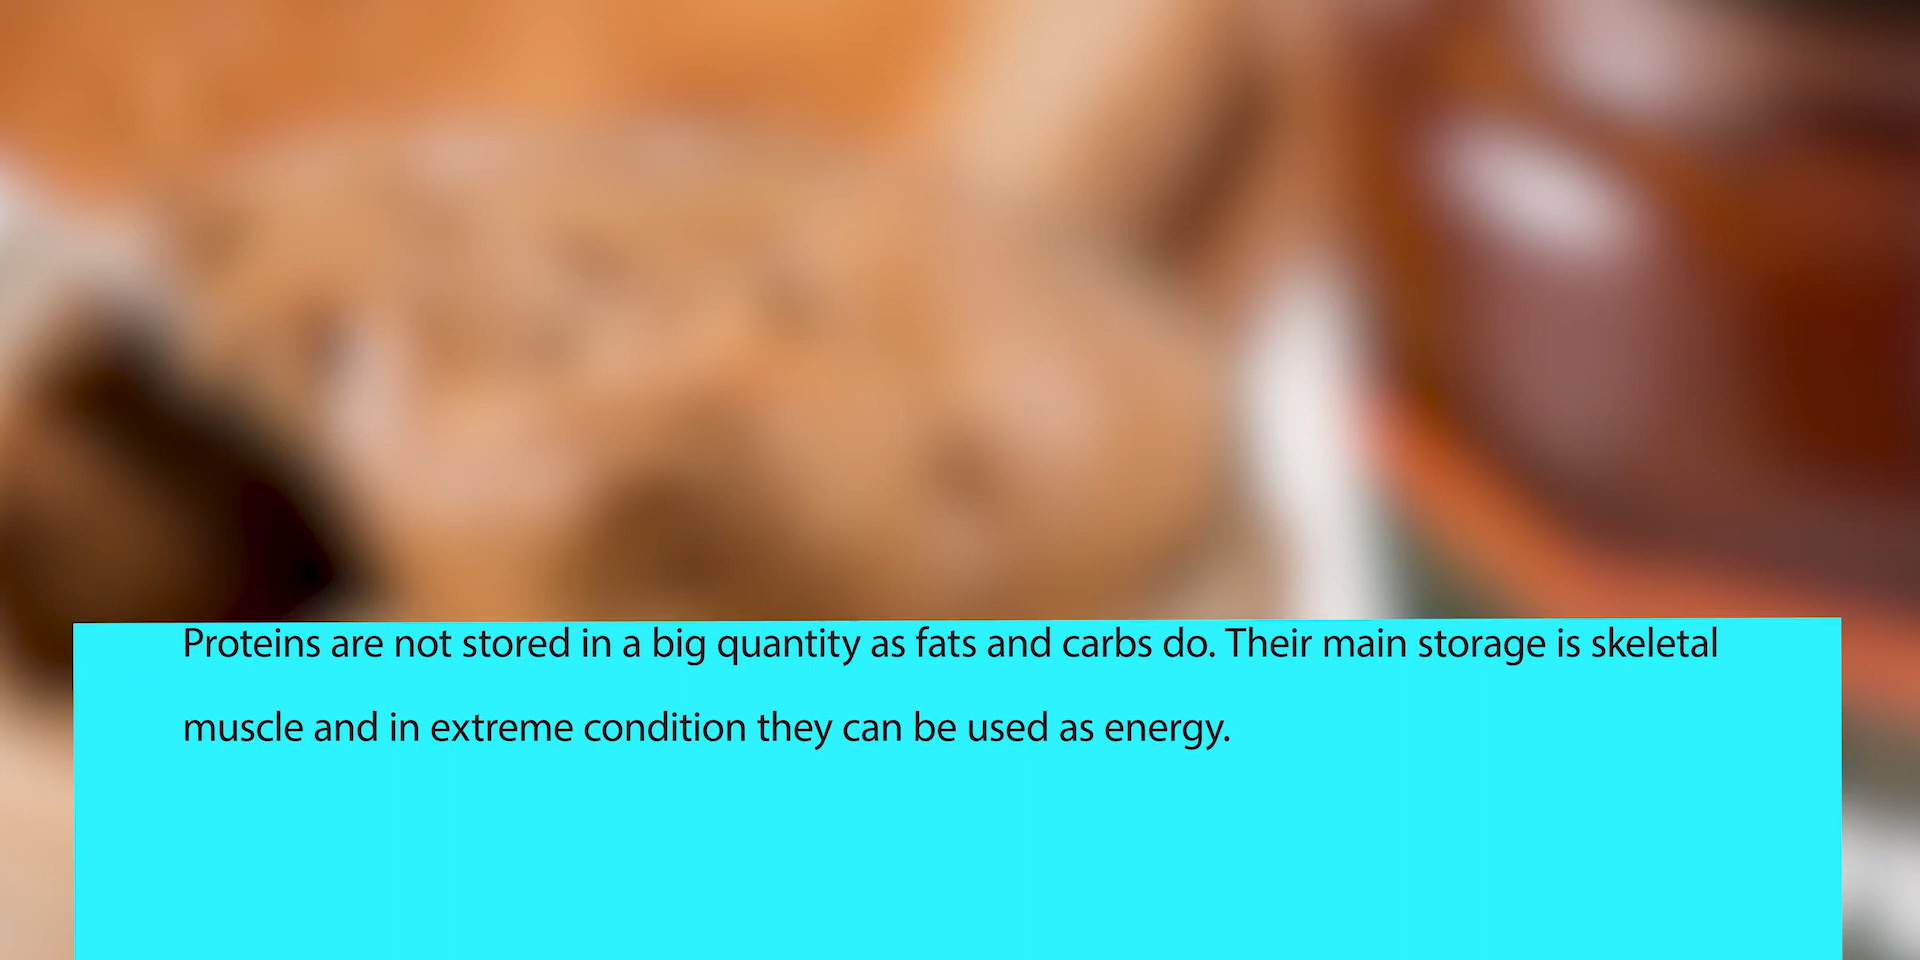 Proteins are not stored in a big quantity as fats and carbs do. Their main storage is skeletal
muscle and in extreme condition they can be used as energy.